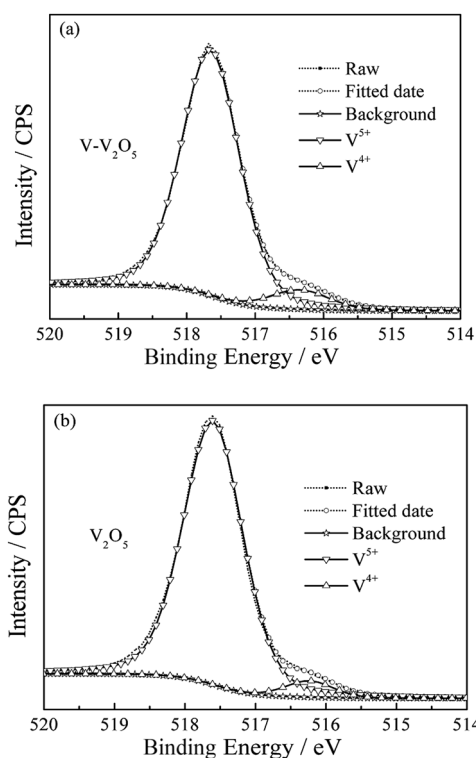 (a)
Raw
Fitted date
Background
V⁵⁺
V⁴⁺
V-V₂O₅
Intensity / CPS
520 519 518 517 516 515 514
Binding Energy / eV
(b)
Raw
Fitted date
Background
V⁵⁺
V⁴⁺
V₂O₅
Intensity / CPS
520 519 518 517 516 515 514
Binding Energy / eV